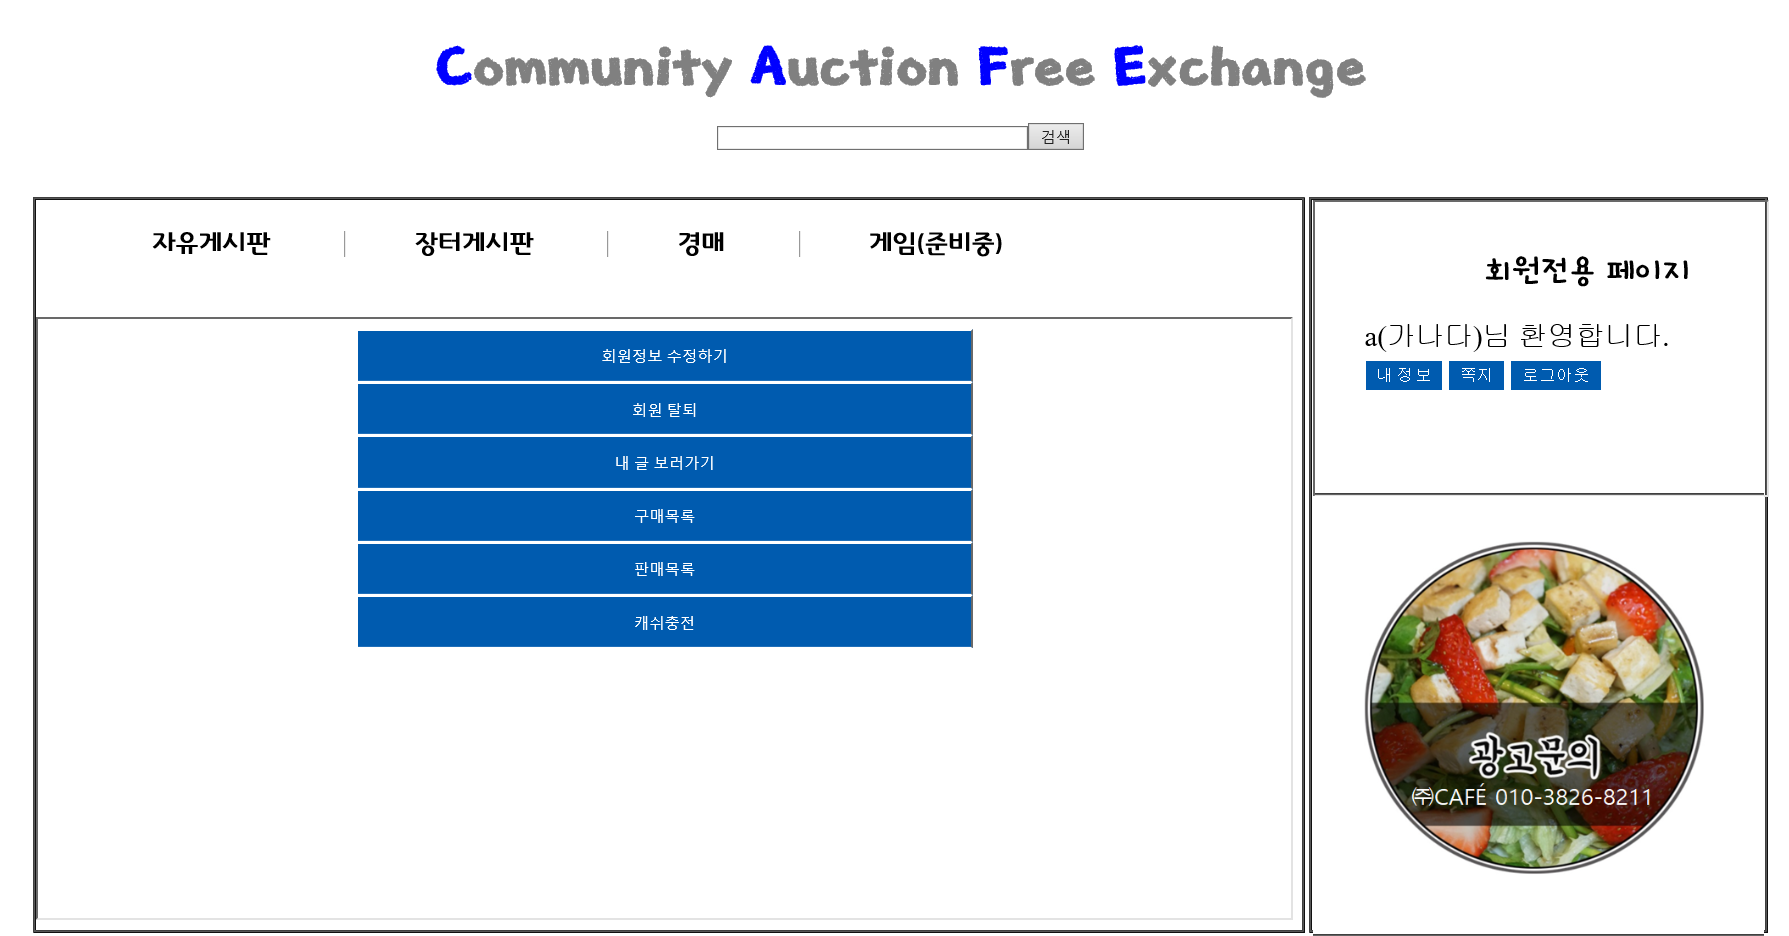 Community Auction Free Exchange
검색
자유게시판
장터게시판
경매
게임(준비중)
회원정보 수정하기
회원 탈퇴
내 글 보러가기
구매목록
판매목록
캐쉬충전
회원전용 페이지
a(가나다)님 환영합니다.
내 정보 쪽지 로그아웃
광고문의
㈜CAFÉ 010-3826-8211